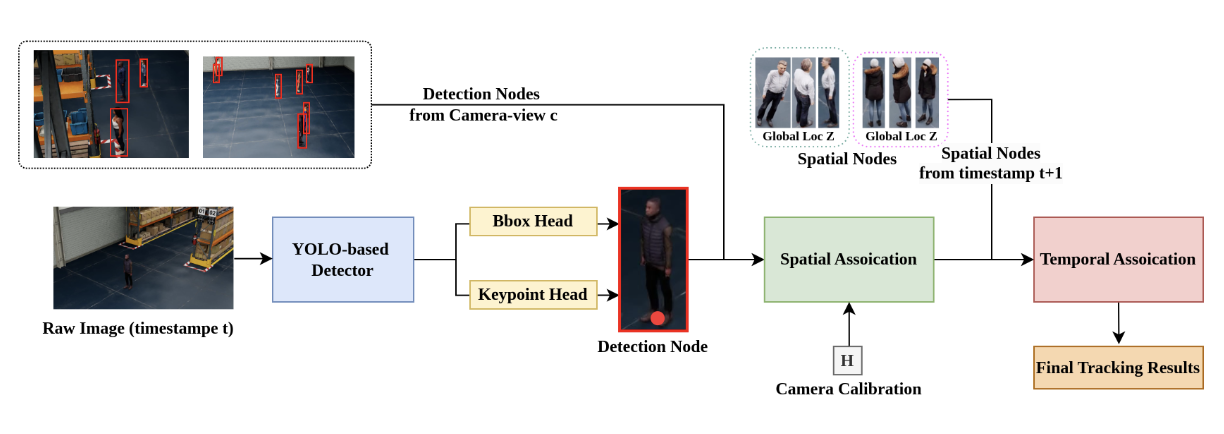 Detection Nodes
from Camera-view c
Global Loc Z
Global Loc Z
Spatial Nodes
Spatial Nodes
from timestamp t+1
YOLO-based
Detector
Bbox Head
Keypoint Head
Spatial Assoication
Temporal Assoication
Raw Image (timestampe t)
Detection Node
H
Camera Calibration
Final Tracking Results